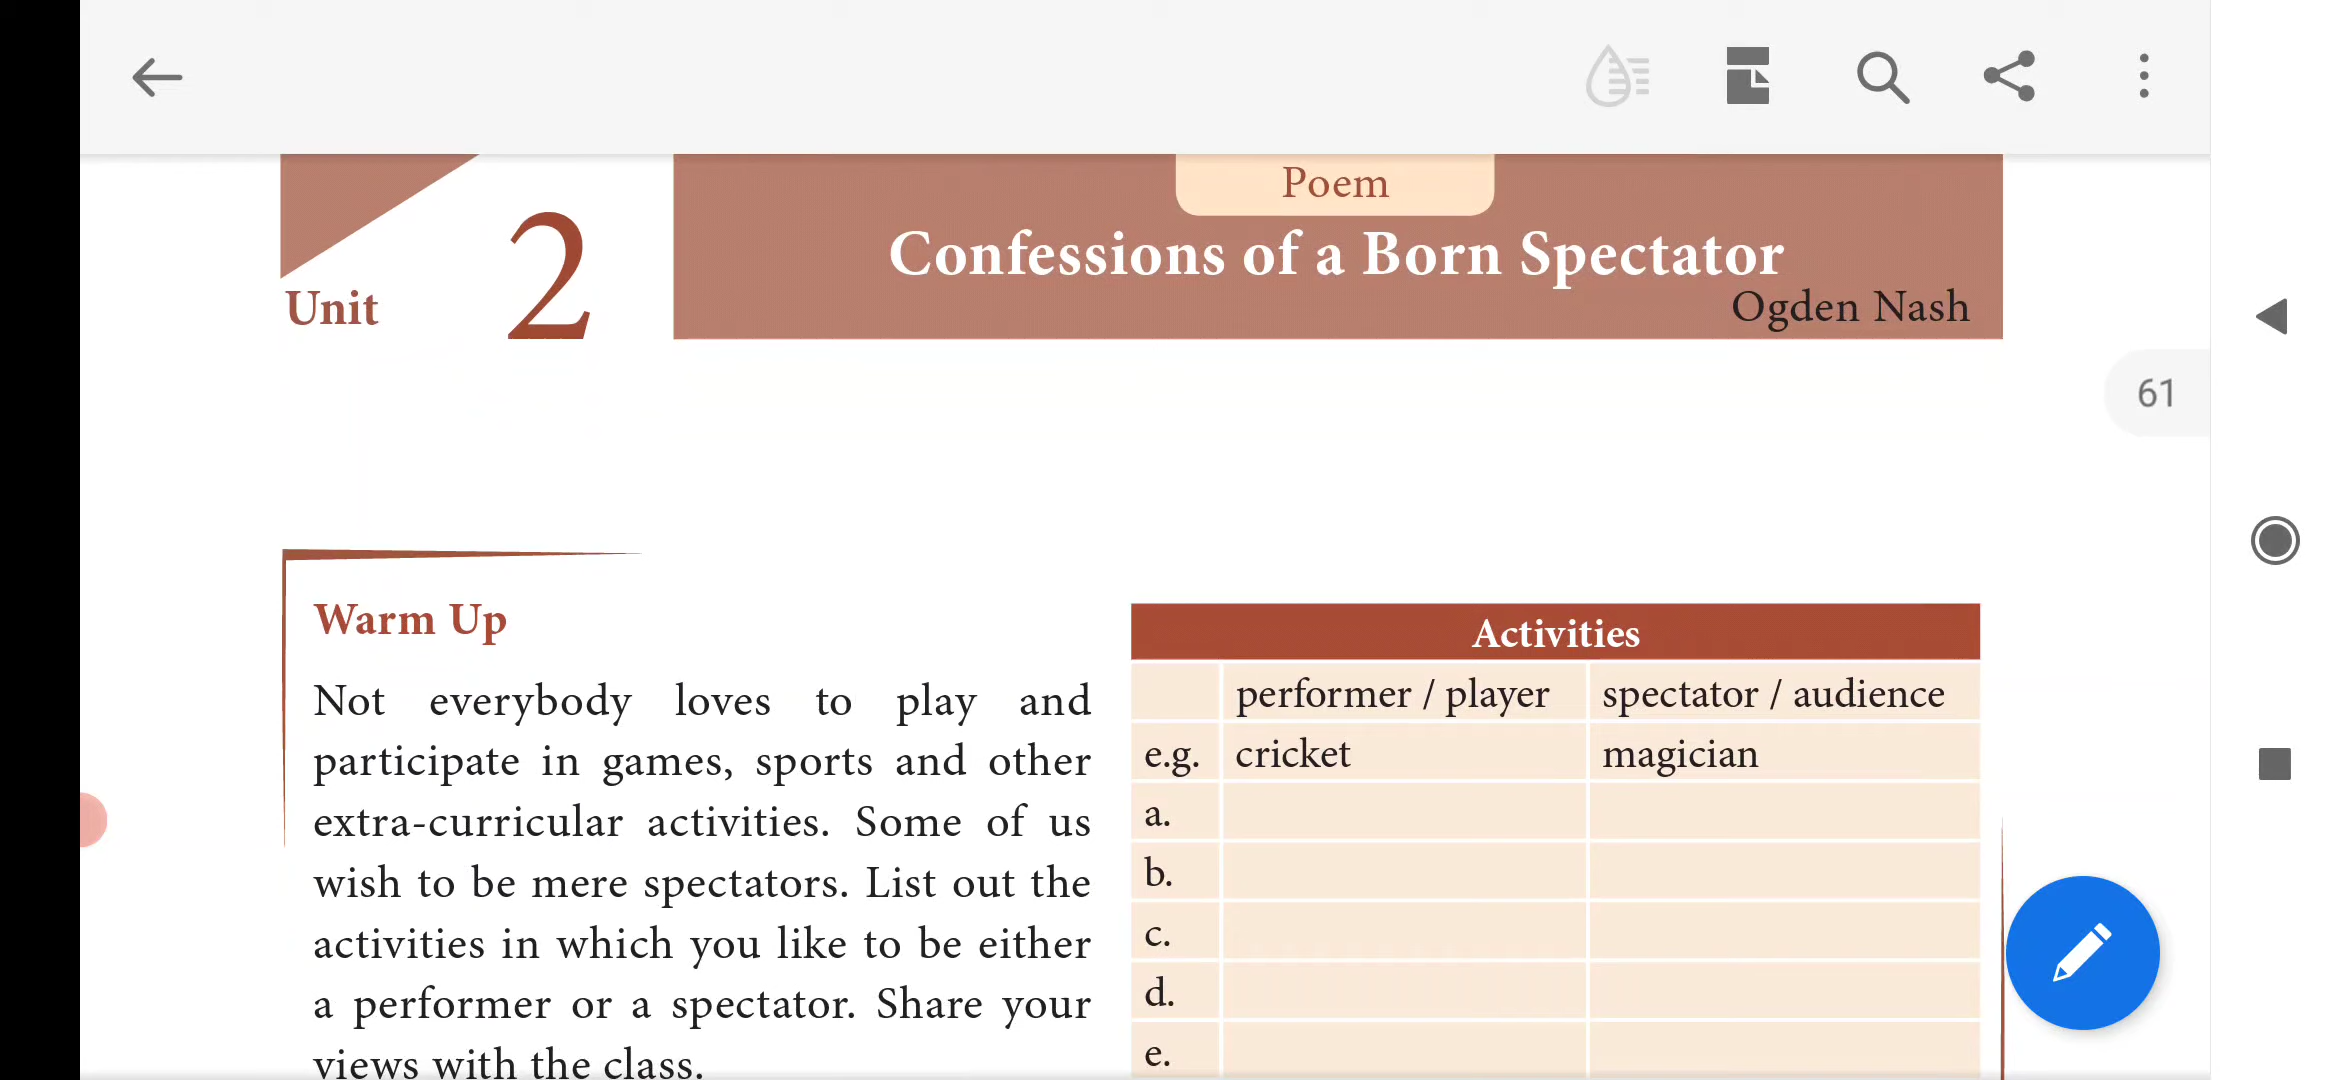 Poem
Confessions of a Born Spectator
Unit 2
Ogden Nash
61
Warm Up
Not everybody loves to play and
participate in games, sports and other
extra-curricular activities. Some of us
wish to be mere spectators. List out the
activities in which you like to be either
a performer or a spectator. Share your
views with the class.
Activities
performer / player spectator / audience
e.g. cricket magician
a.
b.
c.
d.
e.